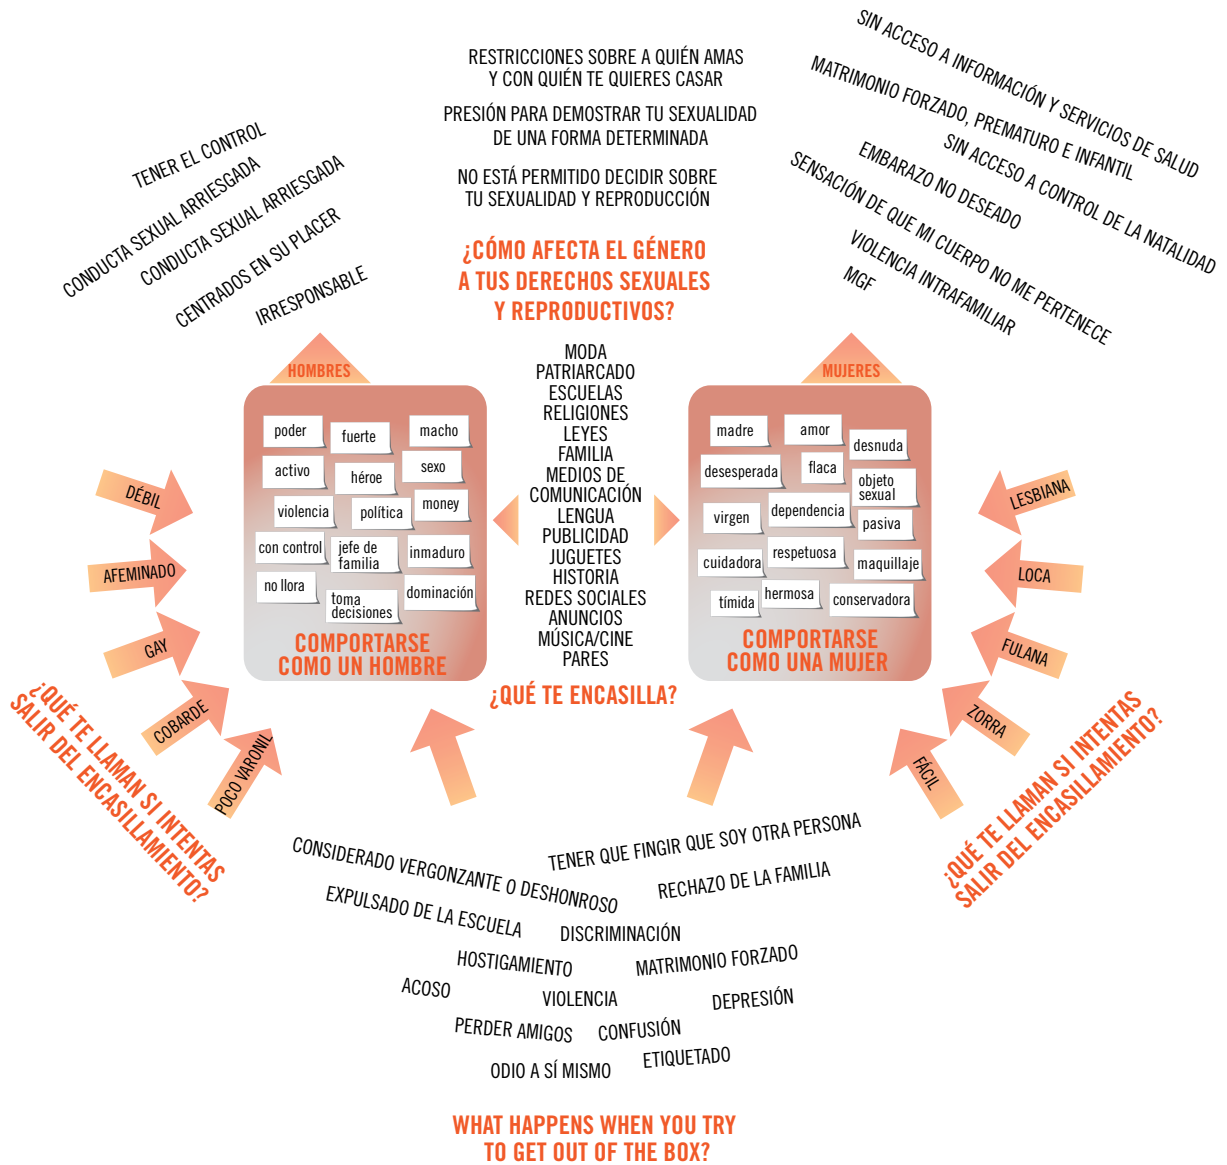 RESTRICCIONES SOBRE A QUIÉN AMAS
Y CON QUIÉN TE QUIERES CASAR
PRESIÓN PARA DEMOSTRAR TU SEXUALIDAD
DE UNA FORMA DETERMINADA
NO ESTÁ PERMITIDO DECIDIR SOBRE
TU SEXUALIDAD Y REPRODUCCIÓN
¿CÓMO AFECTA EL GÉNERO
A TUS DERECHOS SEXUALES
Y REPRODUCTIVOS?
TENER EL CONTROL
CONDUCTA SEXUAL ARRIESGADA
CONDUCTA SEXUAL ARRIESGADA
CENTRADOS EN SU PLACER
IRRESPONSABLE
SIN ACCESO A INFORMACIÓN Y SERVICIOS DE SALUD
MATRIMONIO FORZADO, PREMATURO E INFANTIL
SIN ACCESO A CONTROL DE LA NATALIDAD
EMBARAZO NO DESEADO
SENSACIÓN DE QUE MI CUERPO NO ME PERTENECE
VIOLENCIA INTRAFAMILIAR
MGF
HOMBRES
poder
fuerte
macho
activo
héroe
sexo
violencia
política
money
con control
jefe de
familia
inmaduro
no llora
toma
decisiones
dominación
COMPORTARSE
COMO UN HOMBRE
MODA
PATRIARCADO
ESCUELAS
RELIGIONES
LEYES
FAMILIA
MEDIOS DE
COMUNICACIÓN
LENGUA
PUBLICIDAD
JUGUETES
HISTORIA
REDES SOCIALES
ANUNCIOS
MÚSICA/CINE
PARES
¿QUÉ TE ENCASILLA?
MUJERES
madre
amor
desnuda
desesperada
flaca
objeto
sexual
virgen
dependencia
pasiva
cuidadora
respetuosa
maquillaje
tímida
hermosa
conservadora
COMPORTARSE
COMO UNA MUJER
DÉBIL
AFEMINADO
GAY
COBARDE
POCO VARONIL
¿QUÉ TE LLAMAN SI INTENTAS
SALIR DEL ENCASILLAMIENTO?
LESBIANA
LOCA
FULANA
ZORRA
FÁCIL
¿QUÉ TE LLAMAN SI INTENTAS
SALIR DEL ENCASILLAMIENTO?
CONSIDERADO VERGONZANTE O DESHONROSO
TENER QUE FINGIR QUE SOY OTRA PERSONA
EXPULSADO DE LA ESCUELA
RECHAZO DE LA FAMILIA
DISCRIMINACIÓN
HOSTIGAMIENTO
MATRIMONIO FORZADO
ACOSO
VIOLENCIA
DEPRESIÓN
PERDER AMIGOS
CONFUSIÓN
ODIO A SÍ MISMO
ETIQUETADO
WHAT HAPPENS WHEN YOU TRY
TO GET OUT OF THE BOX?